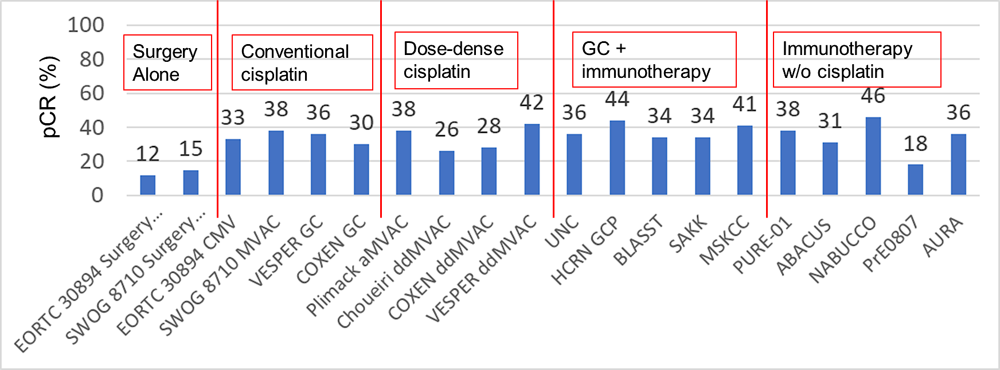 pCR (%)
100
80
60
40
20
0
Surgery
Alone
Conventional
cisplatin
Dose-dense
cisplatin
GC +
immunotherapy
Immunotherapy
w/o cisplatin
12
15
33
38
36
30
38
26
28
42
36
44
34
34
41
38
31
46
18
36
EORTC 30894 Surgery...
SWOG 8710 Surgery...
EORTC 30894 CMV
SWOG 8710 MVAC
VESPER GC
COXEN GC
Plimack aMVAC
Choueiri ddMVAC
COXEN ddMVAC
VESPER ddMVAC
UNC
HCRN GCP
BLASST
SAKK
MSKCC
PURE-01
ABACUS
NABUCCO
PrE0807
AURA